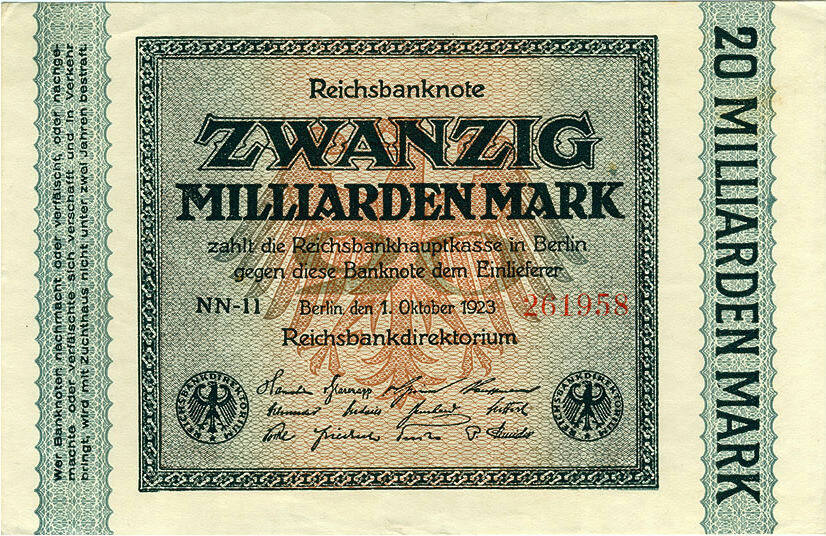 Wer Banknoten nachmacht oder verfälscht, oder nachge-
machte oder verfälschte sich verschafft und in Verkehr
bringt, wird mit Zuchthaus nicht unter zwei Jahren bestraft.
Reichsbanknote
ZWANZIG
MILLIARDEN MARK
zahlt die Reichsbankhauptkasse in Berlin
gegen diese Banknote dem Einlieferer
NN-11 Berlin, den 1. Oktober 1923 261958
Reichsbankdirektorium
REICHSBANKDIREKTORIUM
REICHSBANKDIREKTORIUM
20 MILLIARDEN MARK